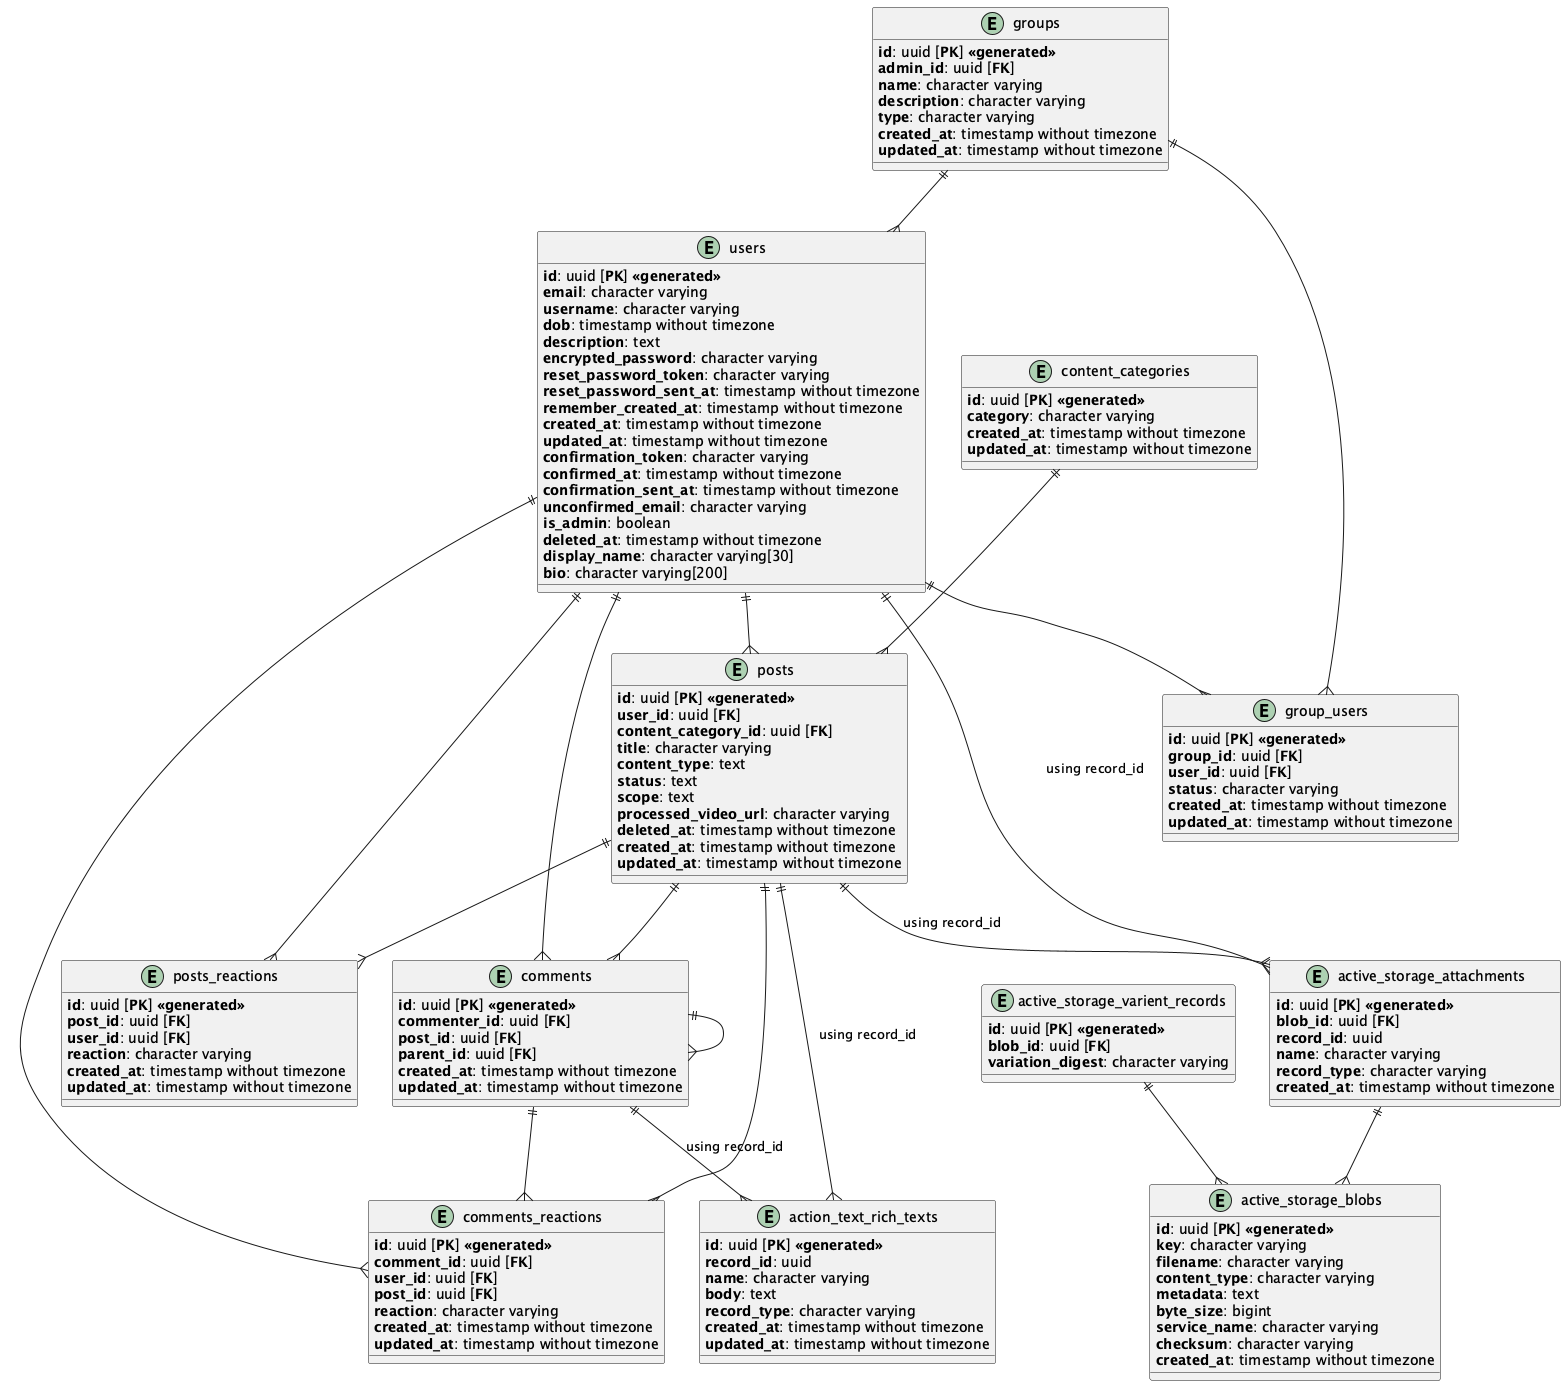 E groups
id: uuid [PK] «generated»
admin_id: uuid [FK]
name: character varying
description: character varying
type: character varying
created_at: timestamp without timezone
updated_at: timestamp without timezone
E users
id: uuid [PK] «generated»
email: character varying
username: character varying
dob: timestamp without timezone
description: text
encrypted_password: character varying
reset_password_token: character varying
reset_password_sent_at: timestamp without timezone
remember_created_at: timestamp without timezone
created_at: timestamp without timezone
updated_at: timestamp without timezone
confirmation_token: character varying
confirmed_at: timestamp without timezone
confirmation_sent_at: timestamp without timezone
unconfirmed_email: character varying
is_admin: boolean
deleted_at: timestamp without timezone
display_name: character varying[30]
bio: character varying[200]
E content_categories
id: uuid [PK] «generated»
category: character varying
created_at: timestamp without timezone
updated_at: timestamp without timezone
E posts
id: uuid [PK] «generated»
user_id: uuid [FK]
content_category_id: uuid [FK]
title: character varying
content_type: text
status: text
scope: text
processed_video_url: character varying
deleted_at: timestamp without timezone
created_at: timestamp without timezone
updated_at: timestamp without timezone
using record_id
E group_users
id: uuid [PK] «generated»
group_id: uuid [FK]
user_id: uuid [FK]
status: character varying
created_at: timestamp without timezone
updated_at: timestamp without timezone
using record_id
E posts_reactions
id: uuid [PK] «generated»
post_id: uuid [FK]
user_id: uuid [FK]
reaction: character varying
created_at: timestamp without timezone
updated_at: timestamp without timezone
E comments
id: uuid [PK] «generated»
commenter_id: uuid [FK]
post_id: uuid [FK]
parent_id: uuid [FK]
created_at: timestamp without timezone
updated_at: timestamp without timezone
using record_id
E active_storage_varient_records
id: uuid [PK] «generated»
blob_id: uuid [FK]
variation_digest: character varying
E active_storage_attachments
id: uuid [PK] «generated»
blob_id: uuid [FK]
record_id: uuid
name: character varying
record_type: character varying
created_at: timestamp without timezone
using record_id
E comments_reactions
id: uuid [PK] «generated»
comment_id: uuid [FK]
user_id: uuid [FK]
post_id: uuid [FK]
reaction: character varying
created_at: timestamp without timezone
updated_at: timestamp without timezone
E action_text_rich_texts
id: uuid [PK] «generated»
record_id: uuid
name: character varying
body: text
record_type: character varying
created_at: timestamp without timezone
updated_at: timestamp without timezone
E active_storage_blobs
id: uuid [PK] «generated»
key: character varying
filename: character varying
content_type: character varying
metadata: text
byte_size: bigint
service_name: character varying
checksum: character varying
created_at: timestamp without timezone